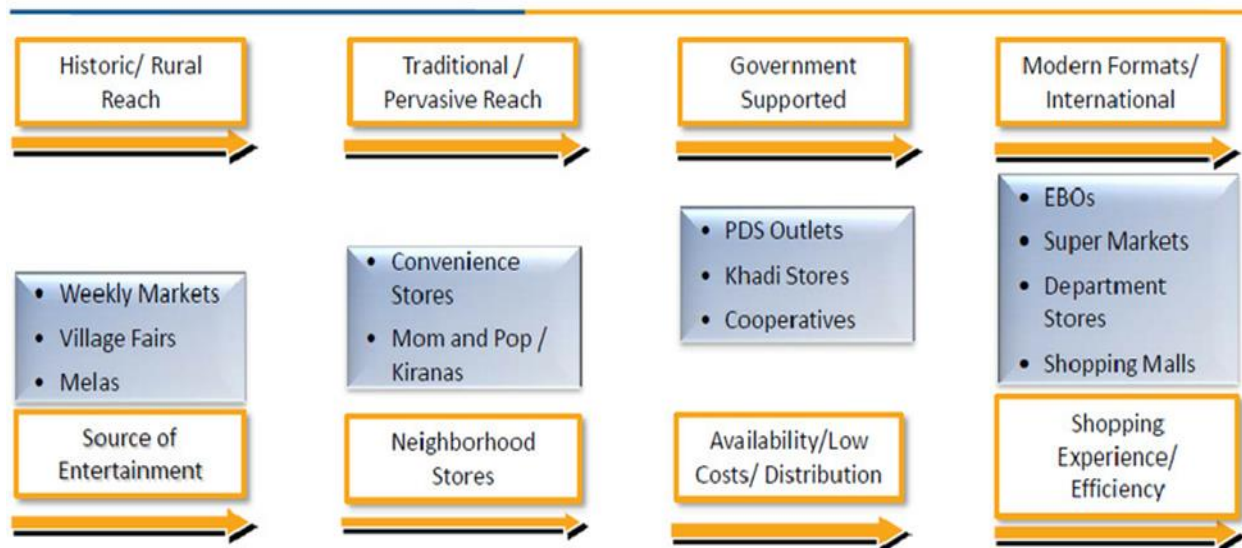 Historic/ Rural
Reach
Traditional /
Pervasive Reach
Government
Supported
Modern Formats/
International
• Weekly Markets
• Village Fairs
• Melas
• Convenience
Stores
• Mom and Pop /
Kiranas
• PDS Outlets
• Khadi Stores
• Cooperatives
• EBOs
• Super Markets
• Department
Stores
• Shopping Malls
Source of
Entertainment
Neighborhood
Stores
Availability/Low
Costs/ Distribution
Shopping
Experience/
Efficiency